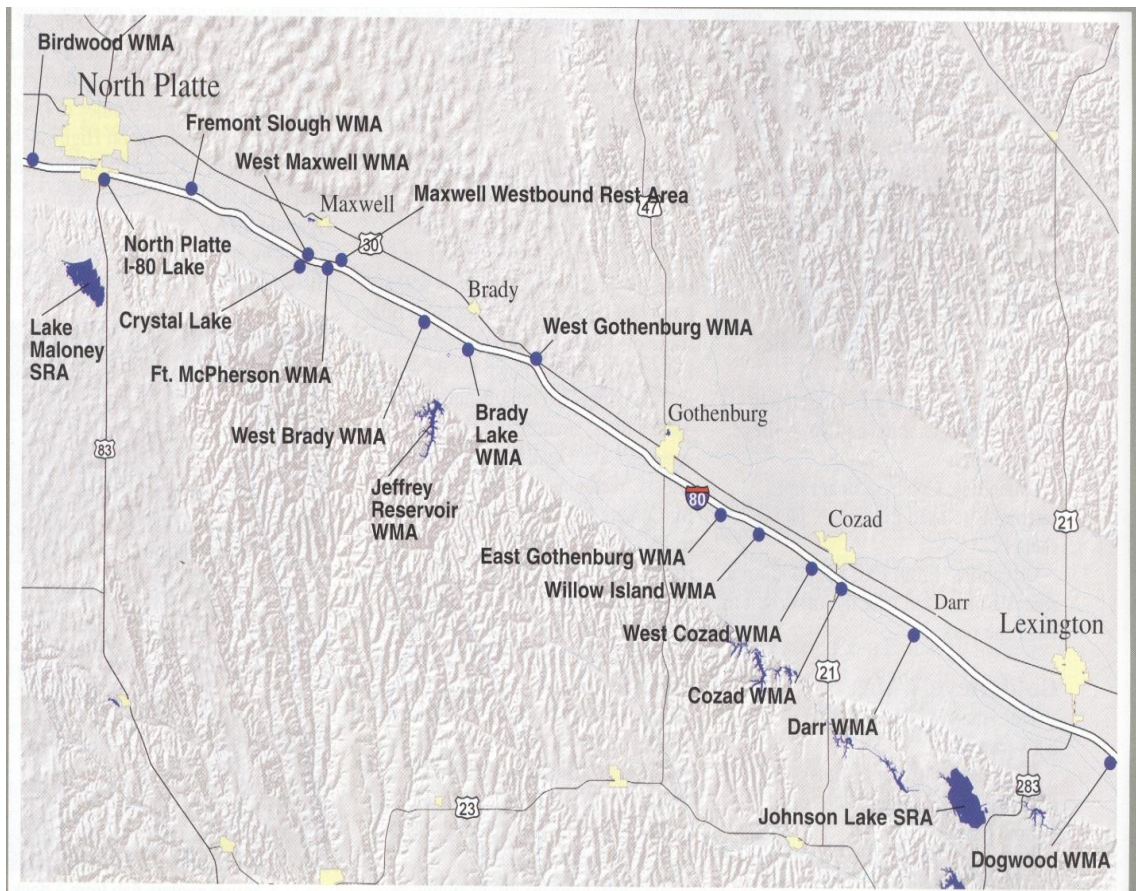 Birdwood WMA
North Platte
Fremont Slough WMA
West Maxwell WMA
Maxwell Westbound Rest Area
47
Maxwell
30
North Platte
I-80 Lake
Lake
Maloney
SRA
Crystal Lake
Ft. McPherson WMA
Brady
West Gothenburg WMA
83
West Brady WMA
Brady
Lake
WMA
Gothenburg
Jeffrey
Reservoir
WMA
80
East Gothenburg WMA
Willow Island WMA
Cozad
21
West Cozad WMA
Darr
Lexington
Cozad WMA
21
Darr WMA
23
Johnson Lake SRA
283
Dogwood WMA